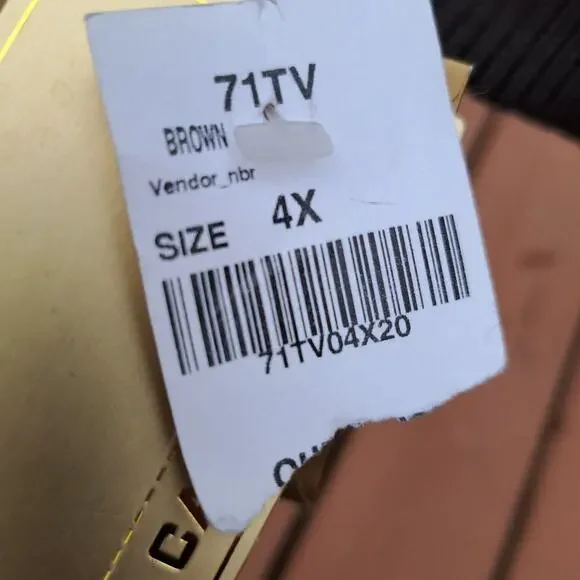 71TV
BROWN
Vendor_nbr
SIZE 4X
71TV04X20